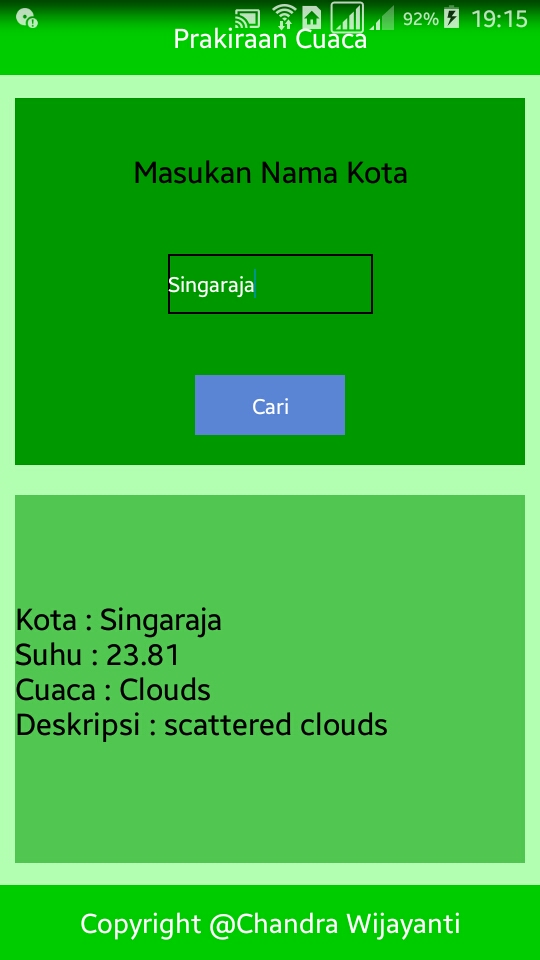 92% 19:15
Prakiraan Cuaca
Masukan Nama Kota
Singaraja
Cari
Kota : Singaraja
Suhu : 23.81
Cuaca : Clouds
Deskripsi : scattered clouds
Copyright @Chandra Wijayanti